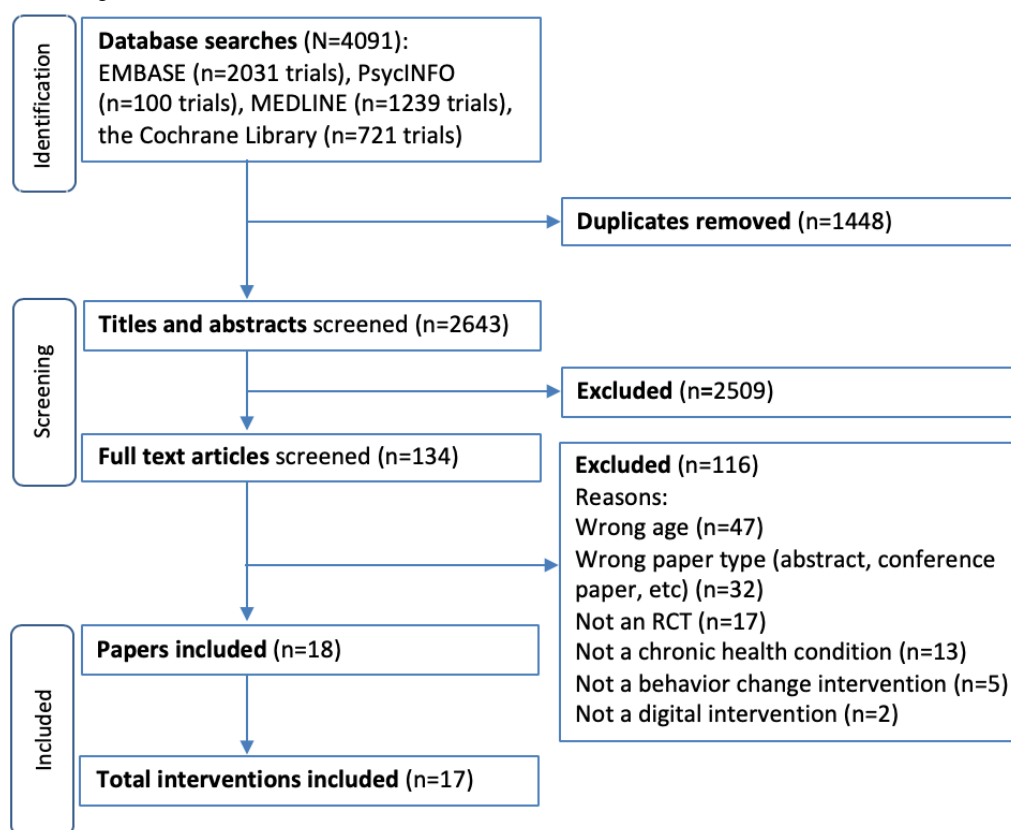 Identification
Database searches (N=4091):
EMBASE (n=2031 trials), PsycINFO
(n=100 trials), MEDLINE (n=1239 trials),
the Cochrane Library (n=721 trials)
Duplicates removed (n=1448)
Screening
Titles and abstracts screened (n=2643)
Excluded (n=2509)
Full text articles screened (n=134)
Excluded (n=116)
Reasons:
Wrong age (n=47)
Wrong paper type (abstract, conference
paper, etc) (n=32)
Not an RCT (n=17)
Not a chronic health condition (n=13)
Not a behavior change intervention (n=5)
Not a digital intervention (n=2)
Included
Papers included (n=18)
Total interventions included (n=17)